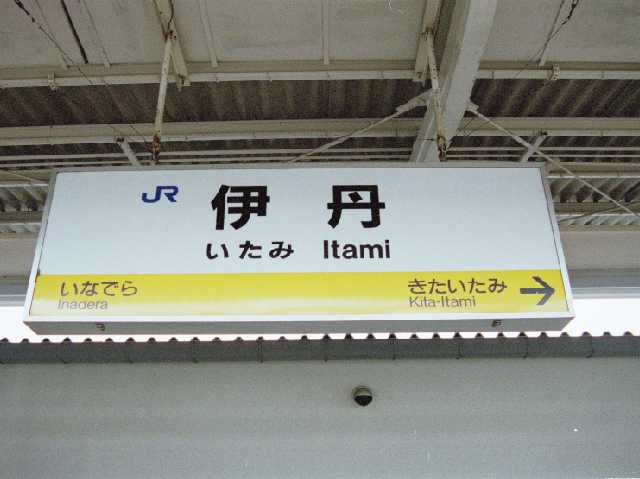 JR 伊丹
いたみ Itami
いなでら きたいたみ →
Inadera Kita-Itami